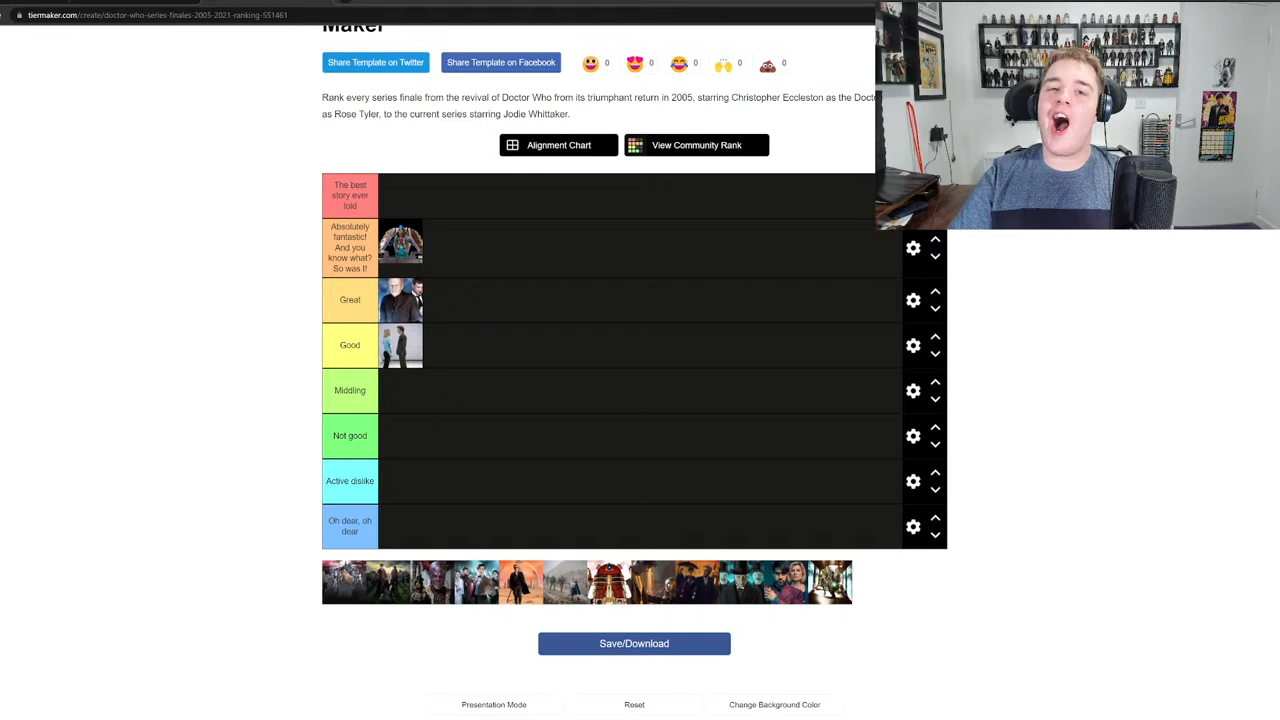 tiermaker.com/create/doctor-who-series-finales-2005-2021-ranking-551461
Maker
Share Template on Twitter
Share Template on Facebook
0
0
0
0
0
Rank every series finale from the revival of Doctor Who from its triumphant return in 2005, starring Christopher Eccleston as the Docto
as Rose Tyler, to the current series starring Jodie Whittaker.
Alignment Chart
View Community Rank
The best
story ever
told
Absolutely
fantastic!
And you
know what?
So was I!
Great
Good
Middling
Not good
Active dislike
Oh dear, oh
dear
Save/Download
Presentation Mode
Reset
Change Background Color